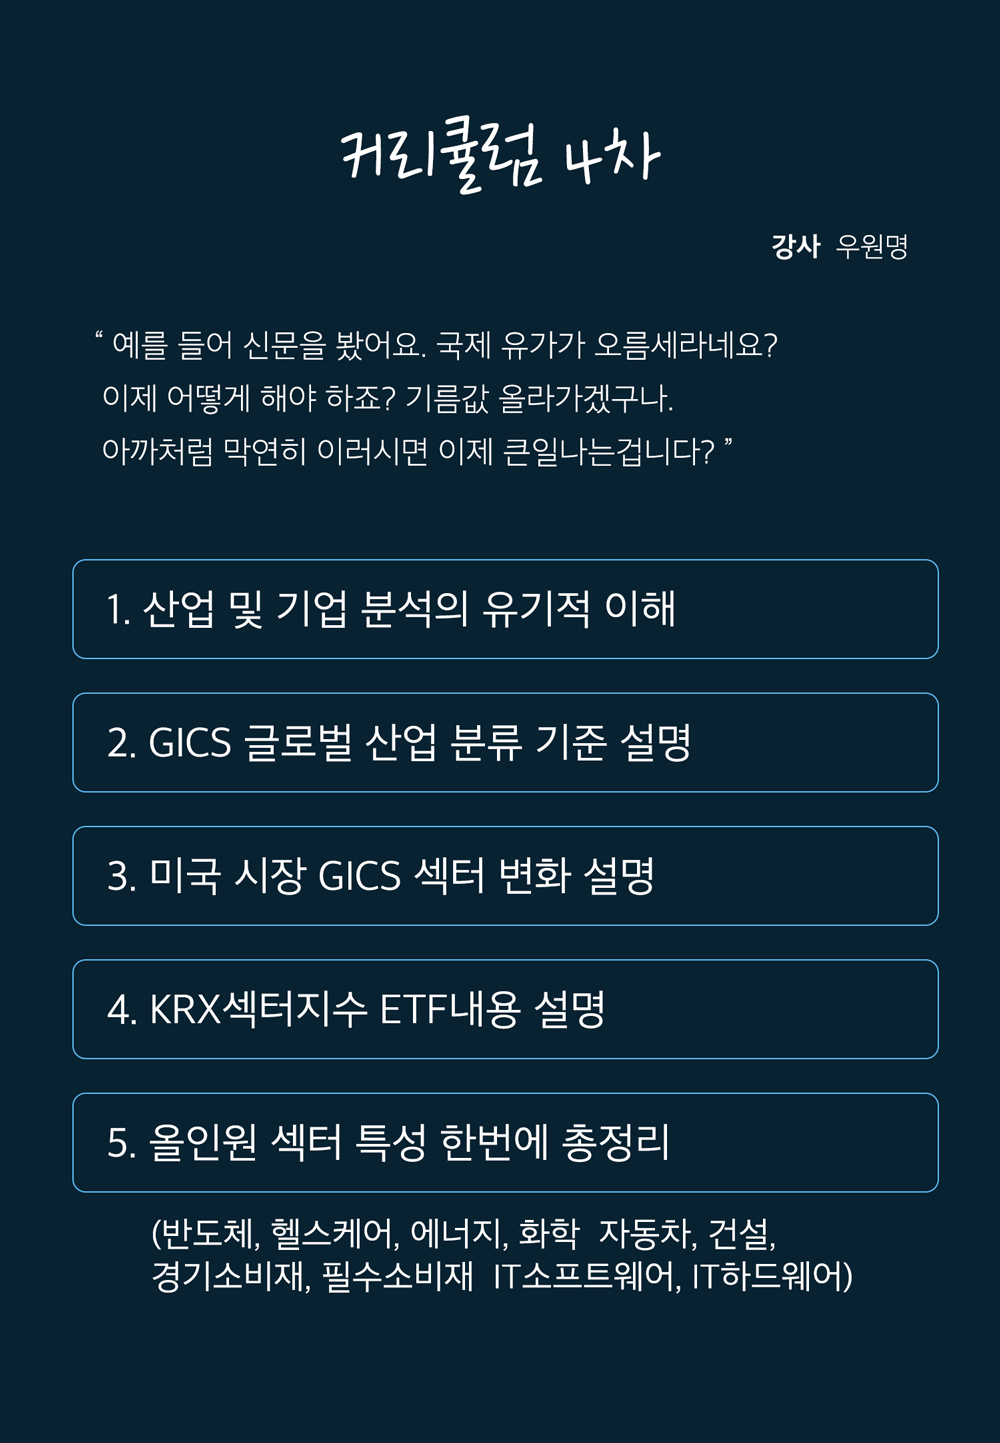 커리큘럼 4차
강사 우원명
“ 예를 들어 신문을 봤어요. 국제 유가가 오름세라네요?
이제 어떻게 해야 하죠? 기름값 올라가겠구나.
아까처럼 막연히 이러시면 이제 큰일나는겁니다? ”
1. 산업 및 기업 분석의 유기적 이해
2. GICS 글로벌 산업 분류 기준 설명
3. 미국 시장 GICS 섹터 변화 설명
4. KRX섹터지수 ETF내용 설명
5. 올인원 섹터 특성 한번에 총정리
(반도체, 헬스케어, 에너지, 화학  자동차, 건설,
경기소비재, 필수소비재  IT소프트웨어, IT하드웨어)